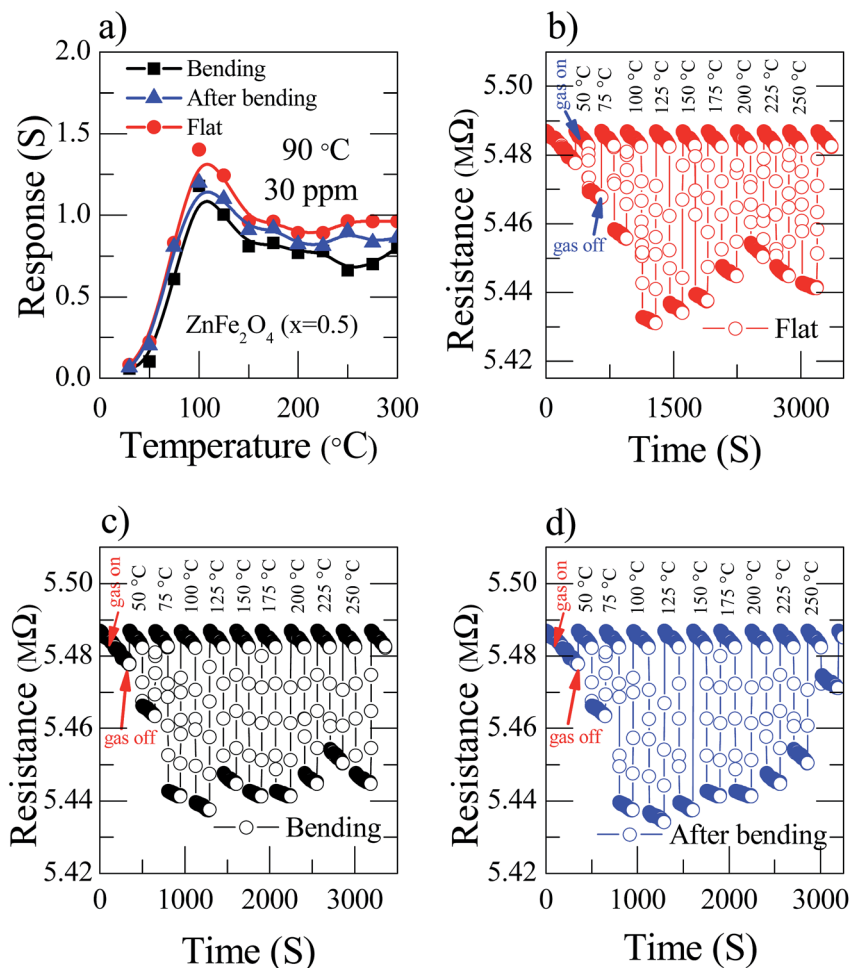 a)
2.0
1.5
1.0
0.5
0.0
Response (S)
Bending
After bending
Flat
90 °C
30 ppm
ZnFe₂O₄ (x=0.5)
0 100 200 300
Temperature (°C)
b)
5.50
5.48
5.46
5.44
5.42
Resistance (MΩ)
gas on
50 °C
75 °C
100 °C
125 °C
150 °C
175 °C
200 °C
225 °C
250 °C
gas off
Flat
0 1500 3000
Time (S)
c)
5.50
5.48
5.46
5.44
5.42
Resistance (MΩ)
gas on
50 °C
75 °C
100 °C
125 °C
150 °C
175 °C
200 °C
225 °C
250 °C
gas off
Bending
0 1000 2000 3000
Time (S)
d)
5.50
5.48
5.46
5.44
5.42
Resistance (MΩ)
gas on
50 °C
75 °C
100 °C
125 °C
150 °C
175 °C
200 °C
225 °C
250 °C
gas off
After bending
0 1000 2000 3000
Time (S)